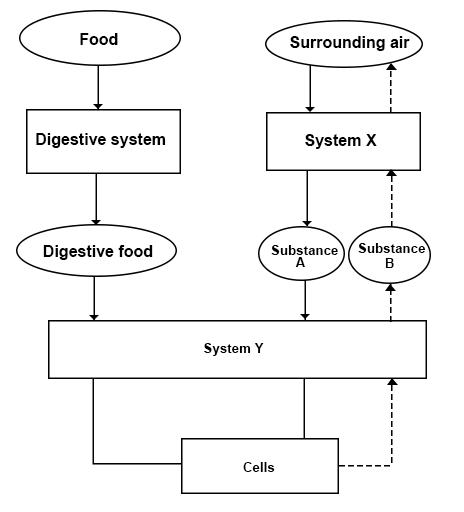 Food
Surrounding air
Digestive system
System X
Digestive food
Substance
A
Substance
B
System Y
Cells